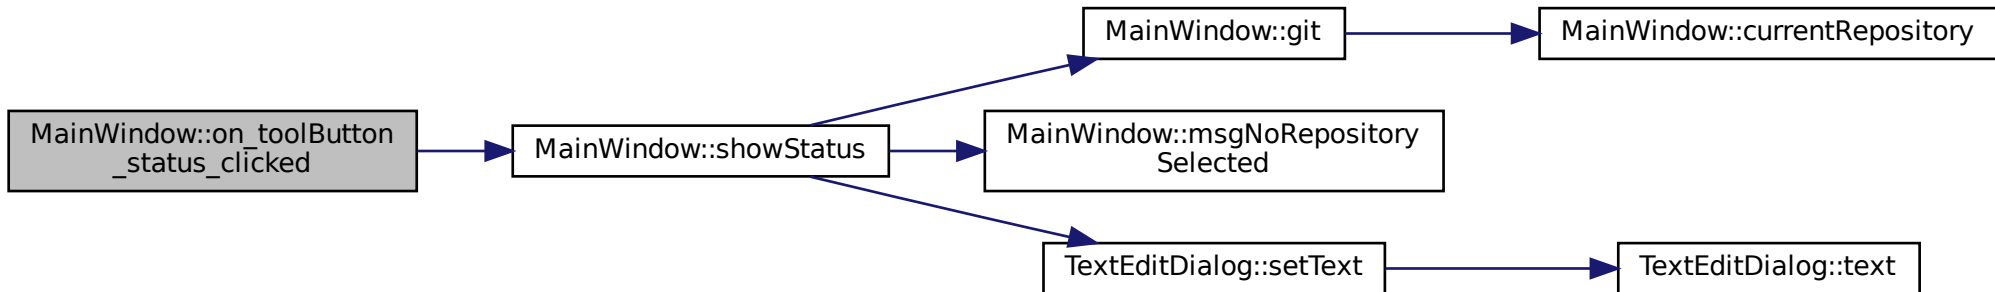 MainWindow::on_toolButton
_status_clicked
MainWindow::showStatus
MainWindow::git
MainWindow::currentRepository
MainWindow::msgNoRepository
Selected
TextEditDialog::setText
TextEditDialog::text